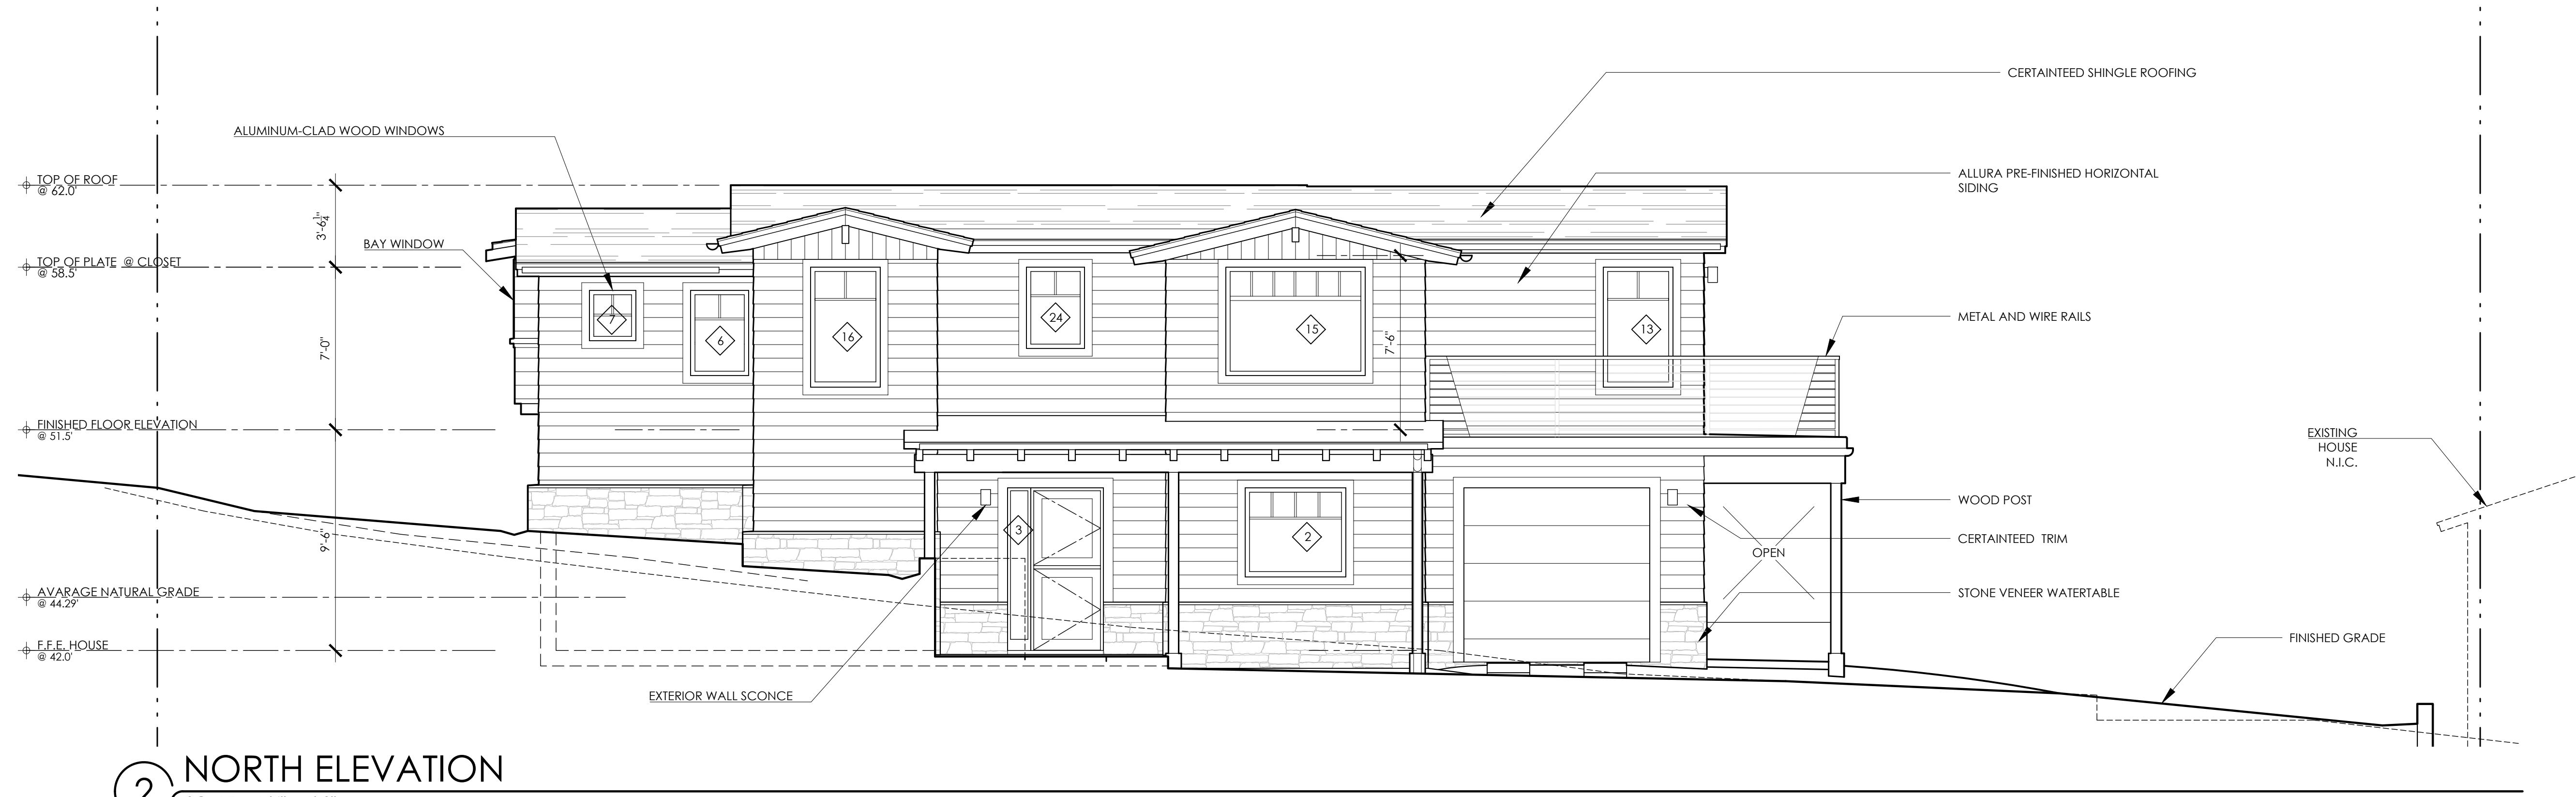 CERTAINTEED SHINGLE ROOFING
ALUMINUM-CLAD WOOD WINDOWS
TOP OF ROOF
@ 62.0'
ALLURA PRE-FINISHED HORIZONTAL
SIDING
3'-6 1/4"
BAY WINDOW
TOP OF PLATE @ CLOSET
@ 58.5'
7
6
16
24
15
13
METAL AND WIRE RAILS
7'-0"
7'-6"
FINISHED FLOOR ELEVATION
@ 51.5'
EXISTING
HOUSE
N.I.C.
WOOD POST
3
2
9'-6"
CERTAINTEED TRIM
OPEN
AVARAGE NATURAL GRADE
@ 44.29'
STONE VENEER WATERTABLE
F.F.E. HOUSE
@ 42.0'
FINISHED GRADE
EXTERIOR WALL SCONCE
2
NORTH ELEVATION